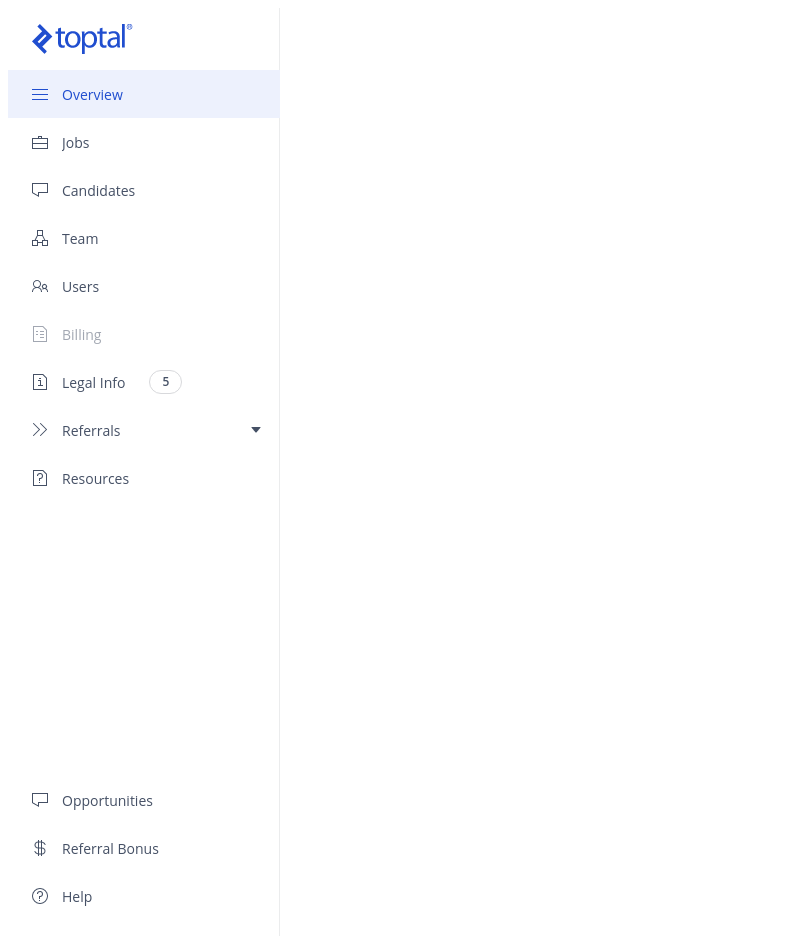 toptal®
Overview
Jobs
Candidates
Team
Users
Billing
Legal Info 5
Referrals
Resources
Opportunities
Referral Bonus
Help